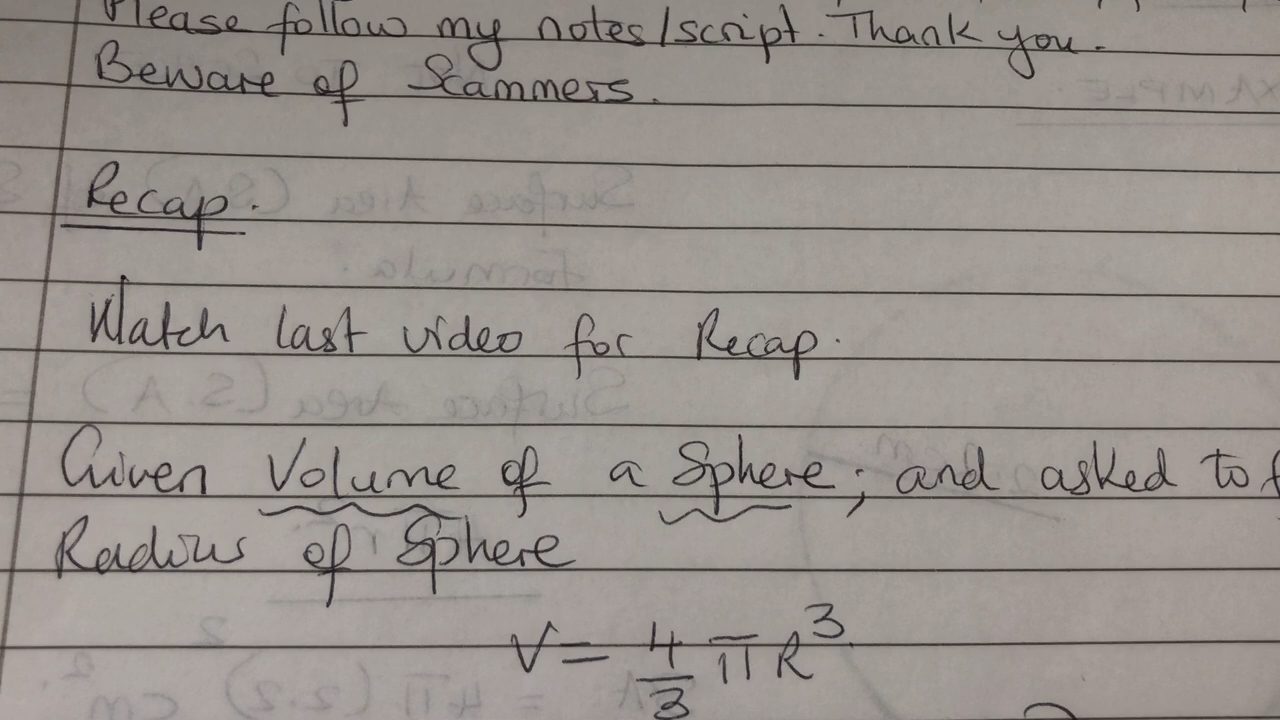 Please follow my notes/script. Thank you.
Beware of Scammers.
Recap.
Watch last video for Recap.
Given Volume of a Sphere; and asked to f
Radius of Sphere
V = 4/3 π R³